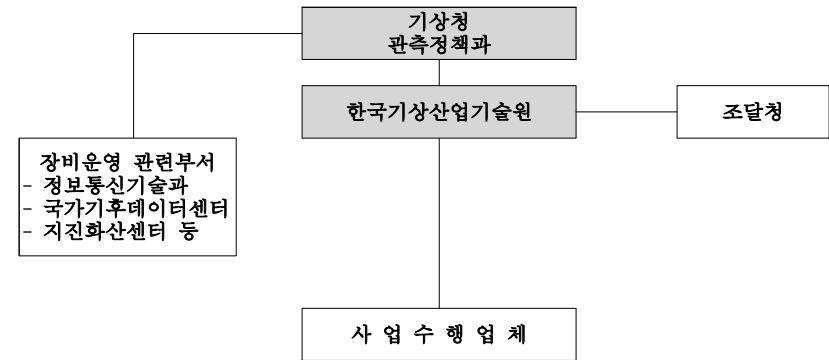 기상청
관측정책과
한국기상산업기술원
조달청
장비운영 관련부서
- 정보통신기술과
- 국가기후데이터센터
- 지진화산센터 등
사 업 수 행 업 체